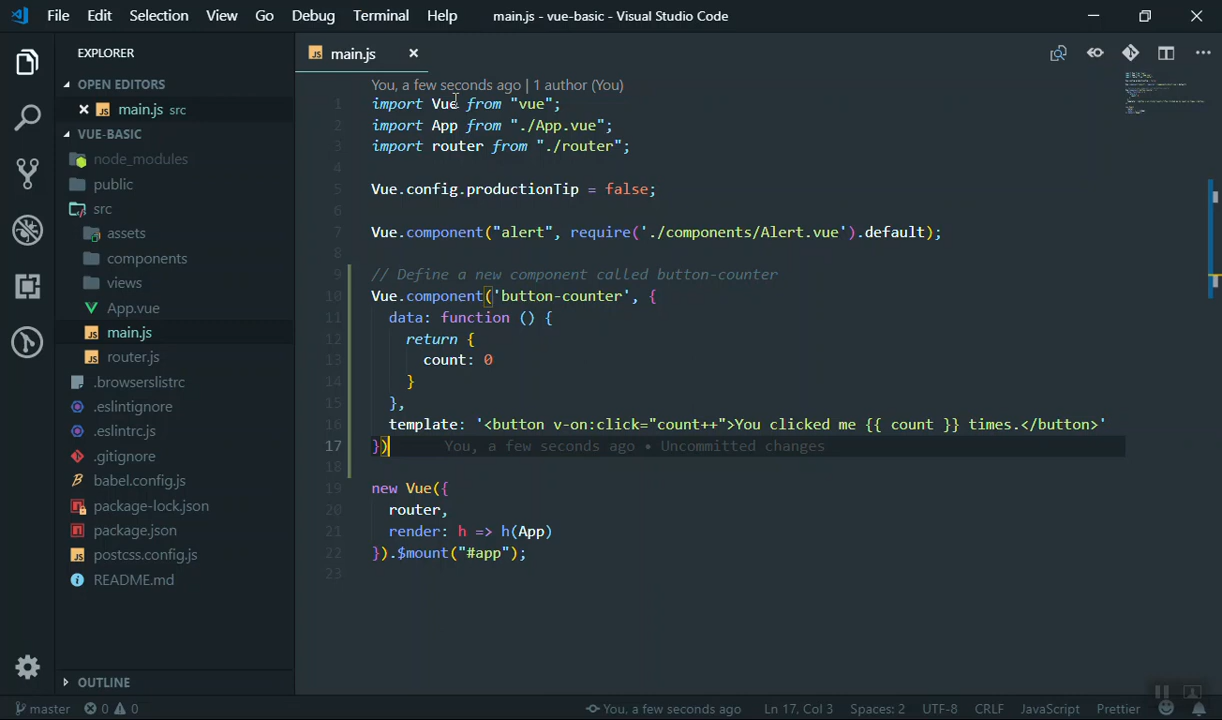 File Edit Selection View Go Debug Terminal Help main.js - vue-basic - Visual Studio Code
EXPLORER
OPEN EDITORS
main.js src
VUE-BASIC
node_modules
public
src
assets
components
views
App.vue
main.js
router.js
.browserslistrc
.eslintignore
.eslintrc.js
.gitignore
babel.config.js
package-lock.json
package.json
postcss.config.js
README.md
OUTLINE
main.js
You, a few seconds ago | 1 author (You)
1 import Vue from "vue";
2 import App from "./App.vue";
3 import router from "./router";
4
5 Vue.config.productionTip = false;
6
7 Vue.component("alert", require('./components/Alert.vue').default);
8
9 // Define a new component called button-counter
10 Vue.component('button-counter', {
11 data: function () {
12 return {
13 count: 0
14 }
15 },
16 template: '<button v-on:click="count++">You clicked me {{ count }} times.</button>'
17 }) You, a few seconds ago • Uncommitted changes
18
19 new Vue({
20 router,
21 render: h => h(App)
22 }).$mount("#app");
23
master 0 0 You, a few seconds ago Ln 17, Col 3 Spaces: 2 UTF-8 CRLF JavaScript Prettier